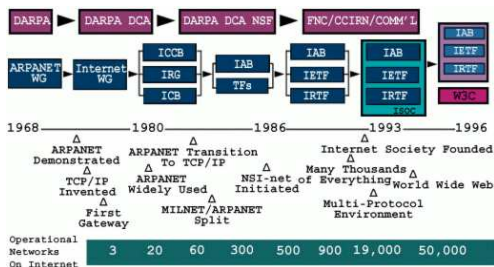 DARPA
DARPA DCA
DARPA DCA NSF
FNC/CCIRN/COMM'L
ARPANET
WG
Internet
WG
ICCB
IRG
ICB
IAB
TFs
IAB
IETF
IRTF
IAB
IETF
IRTF
ISOC
IAB
IETF
IRTF
W3C
1968
1980
1986
1993
1996
ARPANET
Demonstrated
TCP/IP
Invented
First
Gateway
ARPANET Transition
To TCP/IP
ARPANET
Widely Used
MILNET/ARPANET
Split
NSI-net
Initiated
Internet Society Founded
Many Thousands
of Everything
World Wide Web
Multi-Protocol
Environment
Operational
Networks
On Internet
3 20 60 300 500 900 19,000 50,000